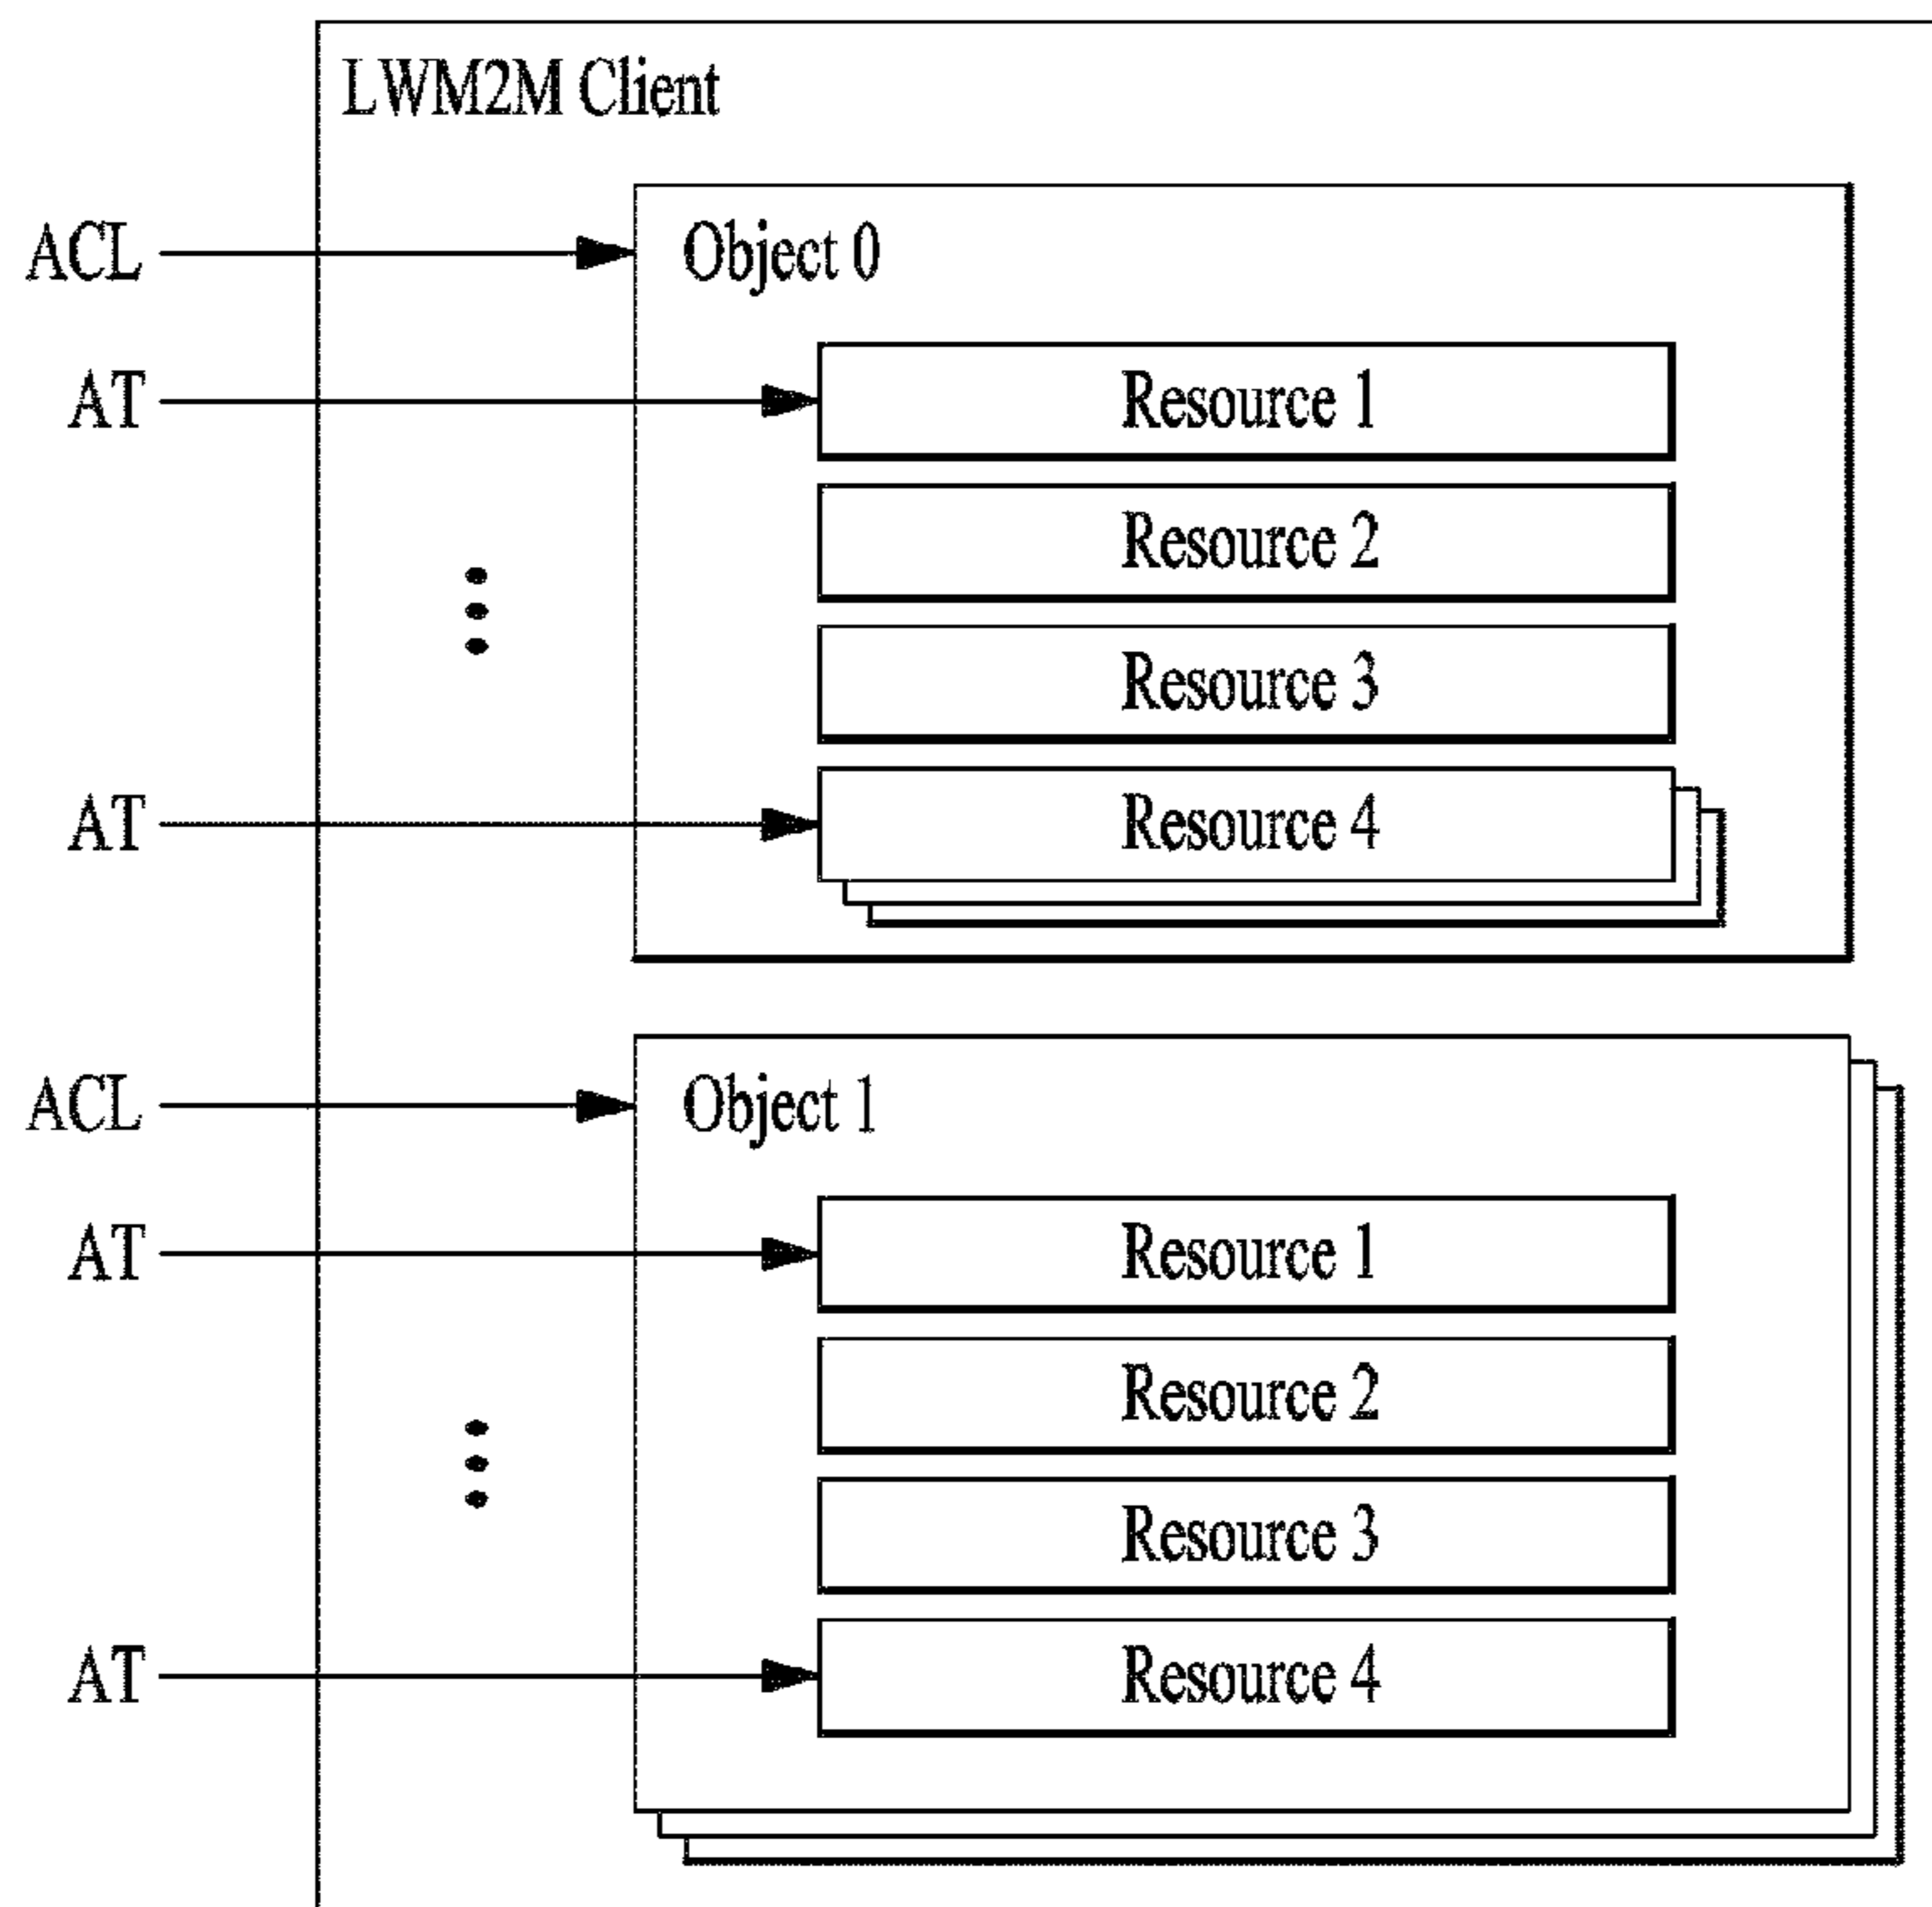 LWM2M Client
ACL
Object 0
AT
Resource 1
Resource 2
Resource 3
AT
Resource 4
ACL
Object 1
AT
Resource 1
Resource 2
Resource 3
AT
Resource 4